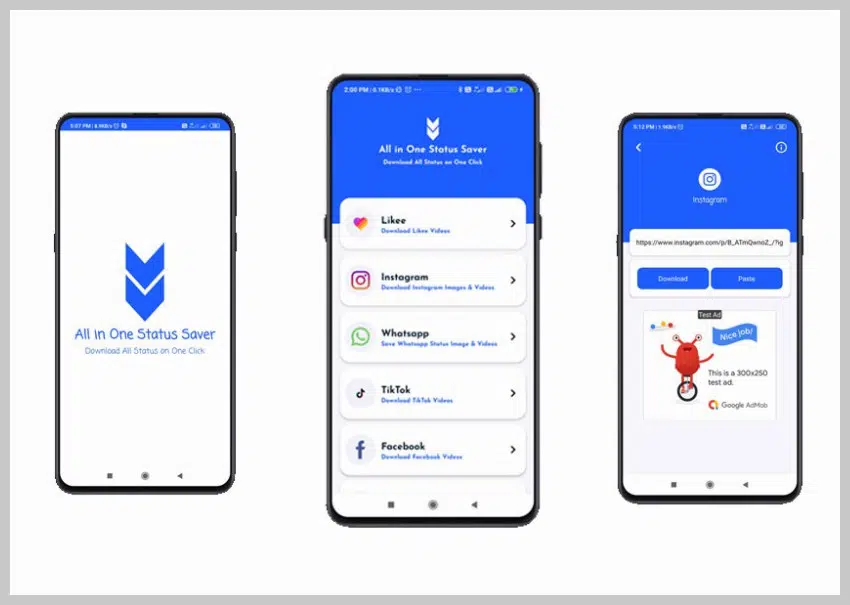 5:07 PM | 8.9KB/s
All in One Status Saver
Download All Status on One Click
2:00 PM | 0.1KB/s
All in One Status Saver
Download All Status on One Click
Likee
Download Likee Videos
Instagram
Download Instagram Images & Videos
Whatsapp
Save Whatsapp Status Image & Videos
TikTok
Download TikTok Videos
Facebook
Download Facebook Videos
5:12 PM | 1.9KB/s
Instagram
https://www.instagram.com/p/B_ATmQwnoZ_/?ig
Download
Paste
Test Ad
Nice job!
This is a 300x250
test ad.
Google AdMob